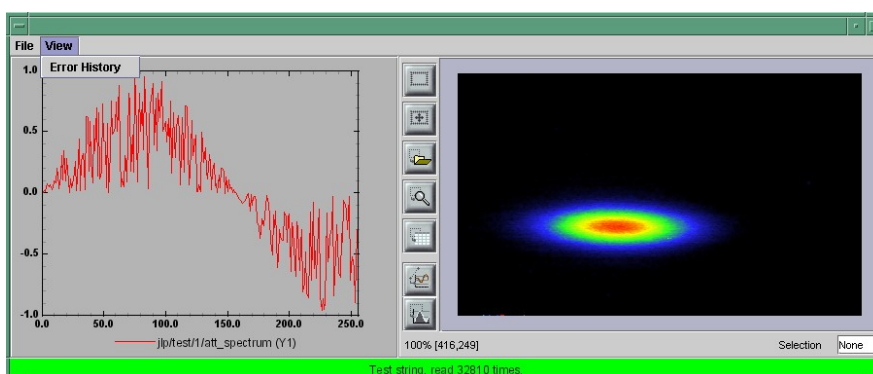 File View
Error History
1.0
0.5
0.0
-0.5
-1.0
0.0 50.0 100.0 150.0 200.0 250.0
jlp/test/1/att_spectrum (Y1)
100% [416,249]
Selection None
Test string, read 32810 times.